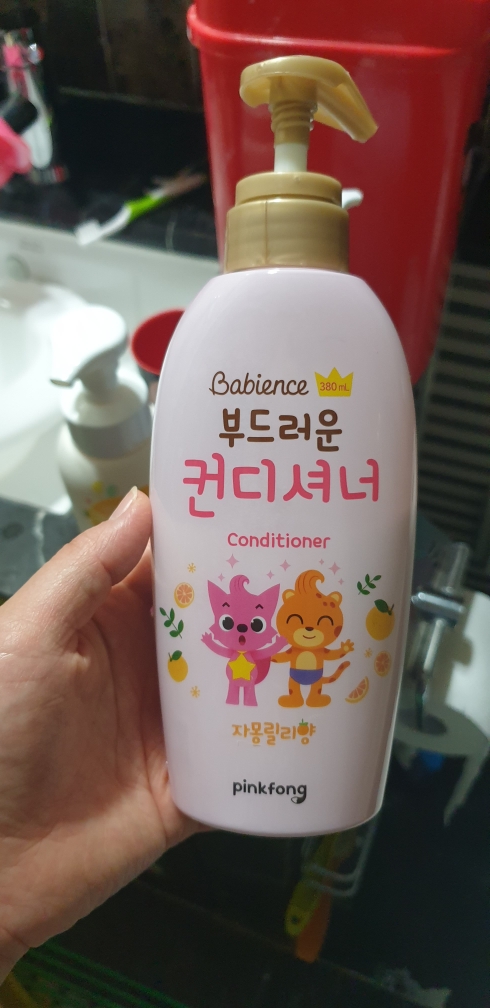 Babience 380mL
부드러운
컨디셔너
Conditioner
자몽릴리향
pinkfong